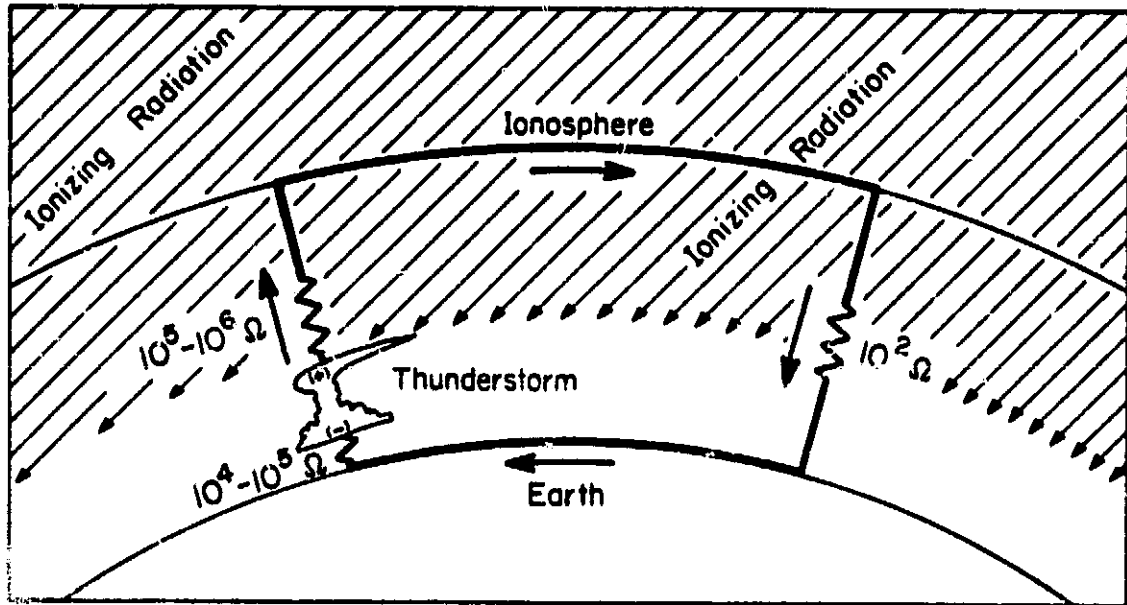 Ionizing Radiation
Ionosphere
Ionizing Radiation
10⁵-10⁶ Ω
(+)
Thunderstorm
10² Ω
(-)
10⁴-10⁵ Ω
Earth